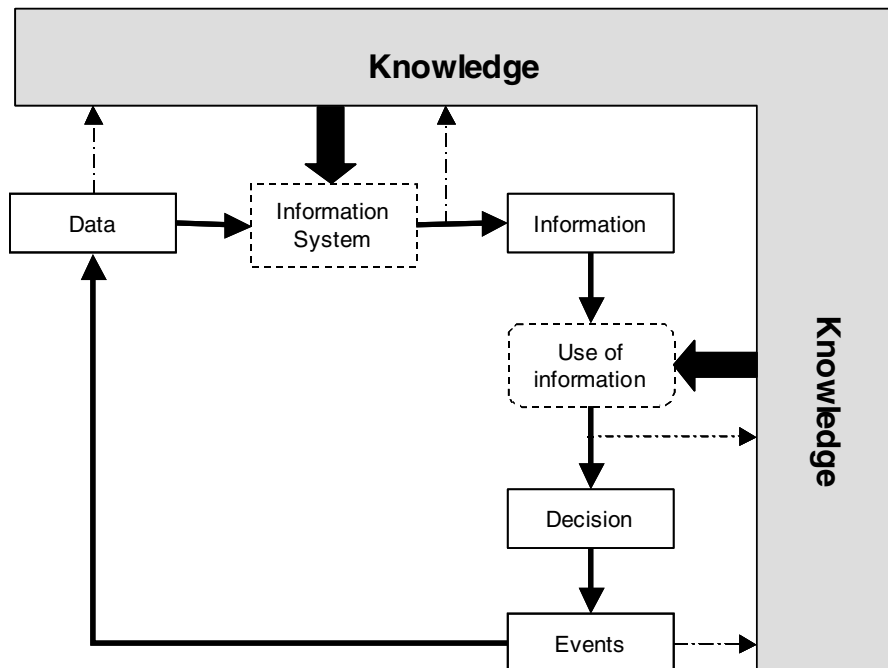 Knowledge
Data
Information
System
Information
Use of
information
Knowledge
Decision
Events